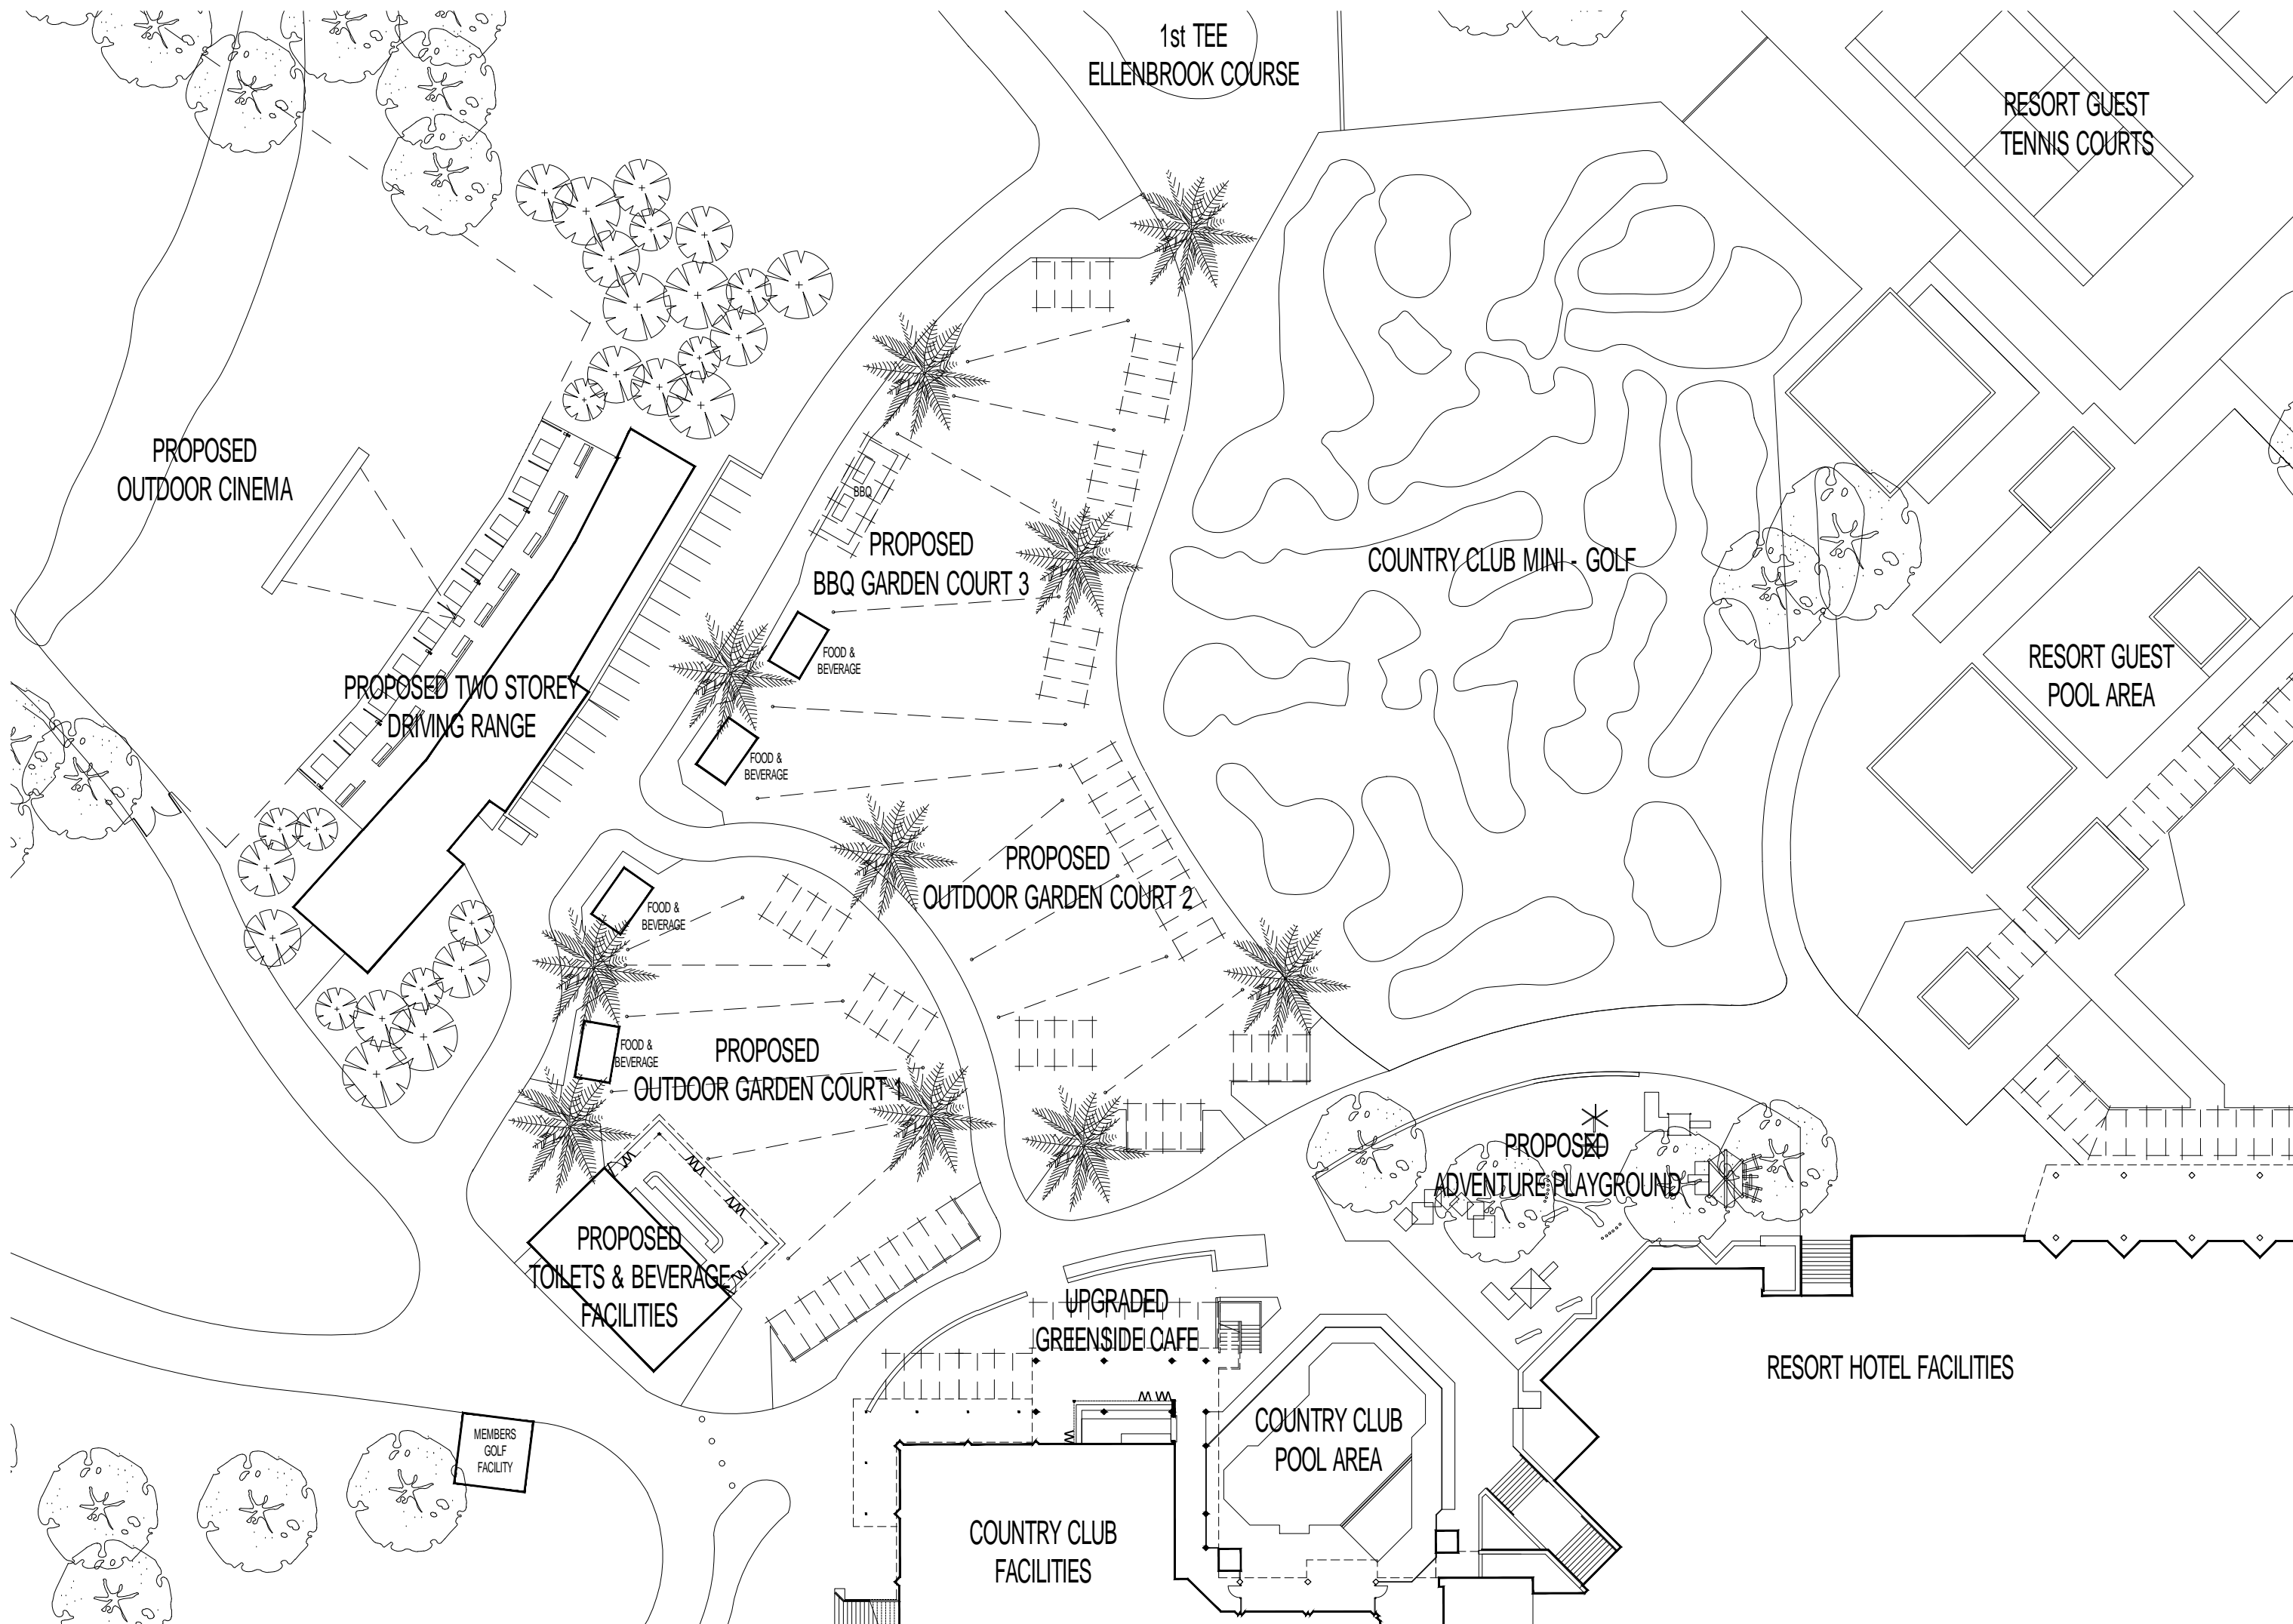 1st TEE
ELLENBROOK COURSE
RESORT GUEST
TENNIS COURTS
PROPOSED
OUTDOOR CINEMA
BBQ
PROPOSED
BBQ GARDEN COURT 3
COUNTRY CLUB MINI - GOLF
FOOD &
BEVERAGE
RESORT GUEST
POOL AREA
PROPOSED TWO STOREY
DRIVING RANGE
FOOD &
BEVERAGE
PROPOSED
OUTDOOR GARDEN COURT 2
FOOD &
BEVERAGE
FOOD &
BEVERAGE
PROPOSED
OUTDOOR GARDEN COURT 1
PROPOSED
ADVENTURE PLAYGROUND
PROPOSED
TOILETS & BEVERAGE
FACILITIES
UPGRADED
GREENSIDE CAFE
RESORT HOTEL FACILITIES
COUNTRY CLUB
POOL AREA
MEMBERS
GOLF
FACILITY
COUNTRY CLUB
FACILITIES